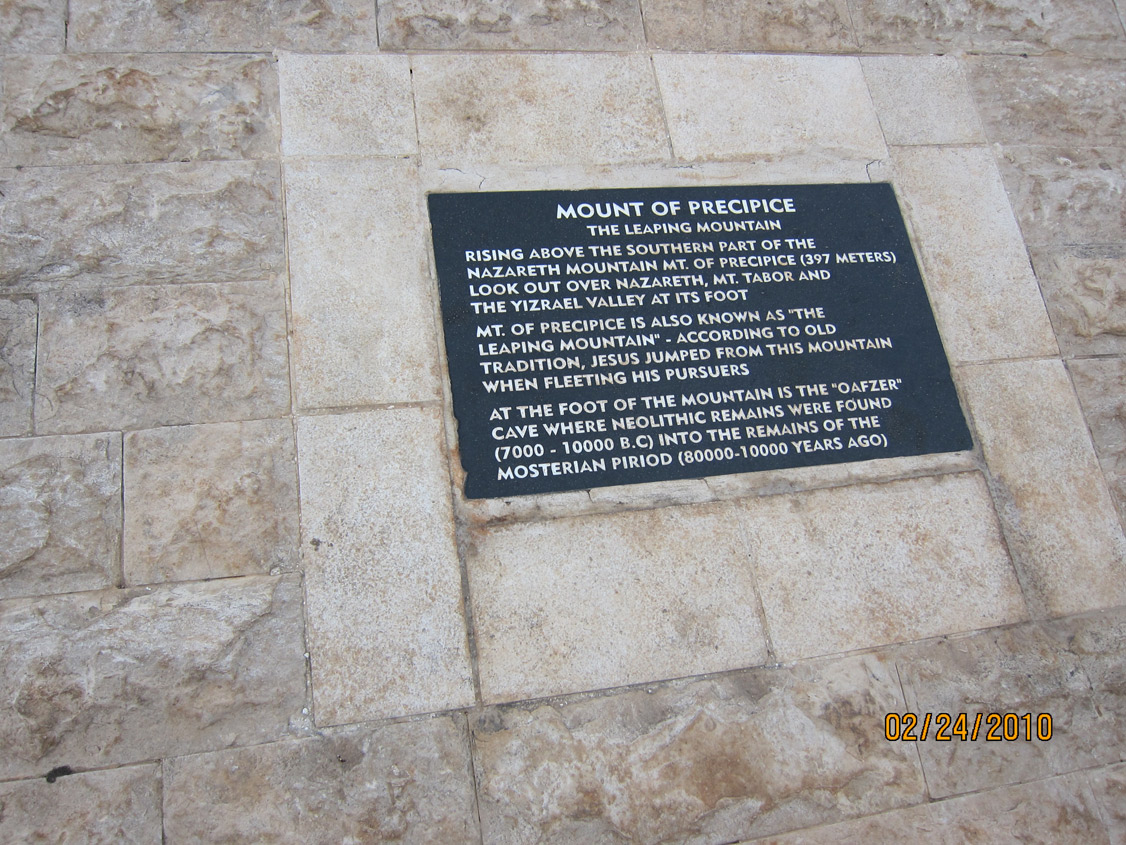 MOUNT OF PRECIPICE
THE LEAPING MOUNTAIN
RISING ABOVE THE SOUTHERN PART OF THE
NAZARETH MOUNTAIN MT. OF PRECIPICE (397 METERS)
LOOK OUT OVER NAZARETH, MT. TABOR AND
THE YIZRAEL VALLEY AT ITS FOOT
MT. OF PRECIPICE IS ALSO KNOWN AS "THE
LEAPING MOUNTAIN" - ACCORDING TO OLD
TRADITION, JESUS JUMPED FROM THIS MOUNTAIN
WHEN FLEETING HIS PURSUERS
AT THE FOOT OF THE MOUNTAIN IS THE "OAFZER"
CAVE WHERE NEOLITHIC REMAINS WERE FOUND
(7000 - 10000 B.C) INTO THE REMAINS OF THE
MOSTERIAN PIRIOD (80000-10000 YEARS AGO)
02/24/2010